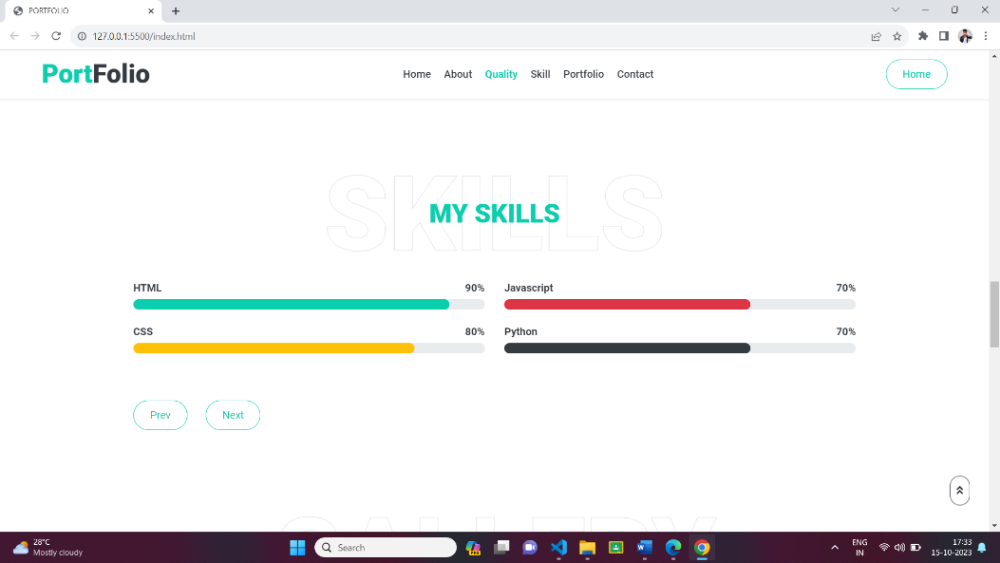 PORTFOLIO
127.0.0.1:5500/index.html
PortFolio
Home About Quality Skill Portfolio Contact
Home
SKILLS
MY SKILLS
HTML 90%
Javascript 70%
CSS 80%
Python 70%
Prev Next
GALLERY
28°C
Mostly cloudy
Search
ENG
IN
17:33
15-10-2023